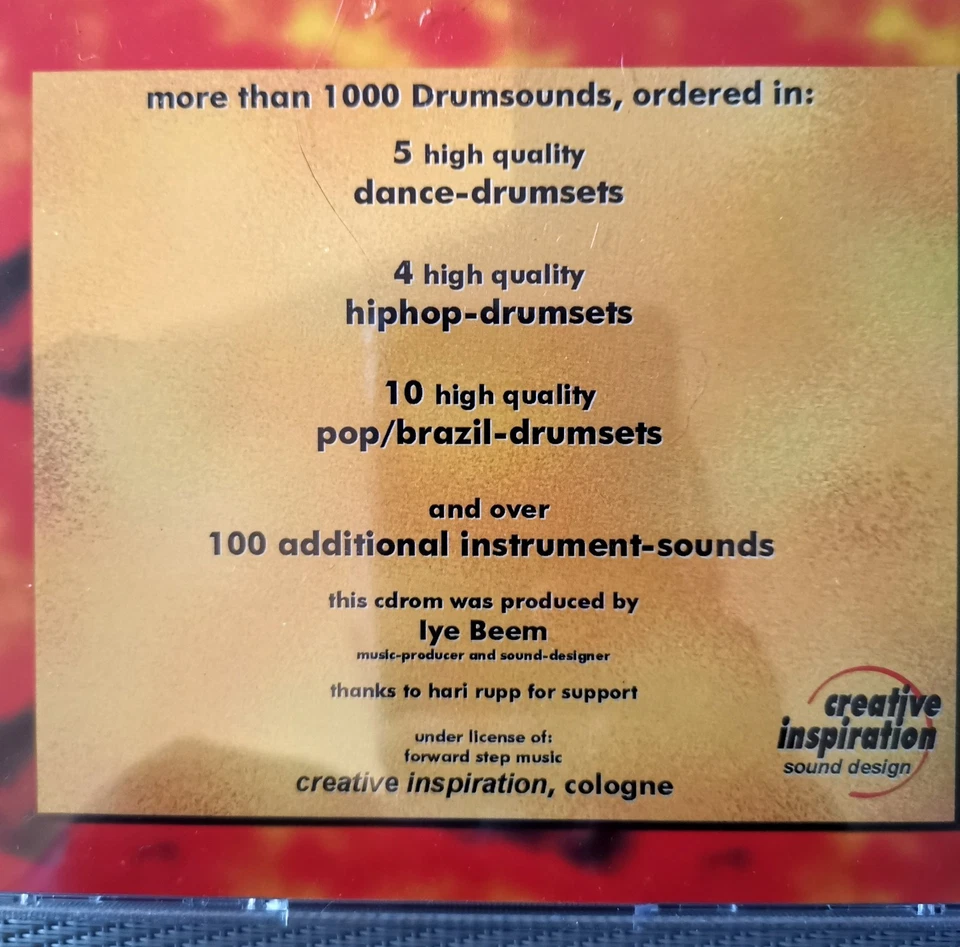 more than 1000 Drumsounds, ordered in:
5 high quality
dance-drumsets
4 high quality
hiphop-drumsets
10 high quality
pop/brazil-drumsets
and over
100 additional instrument-sounds
this cdrom was produced by
Iye Beem
music-producer and sound-designer
thanks to hari rupp for support
under license of:
forward step music
creative inspiration, cologne
creative
inspiration
sound design